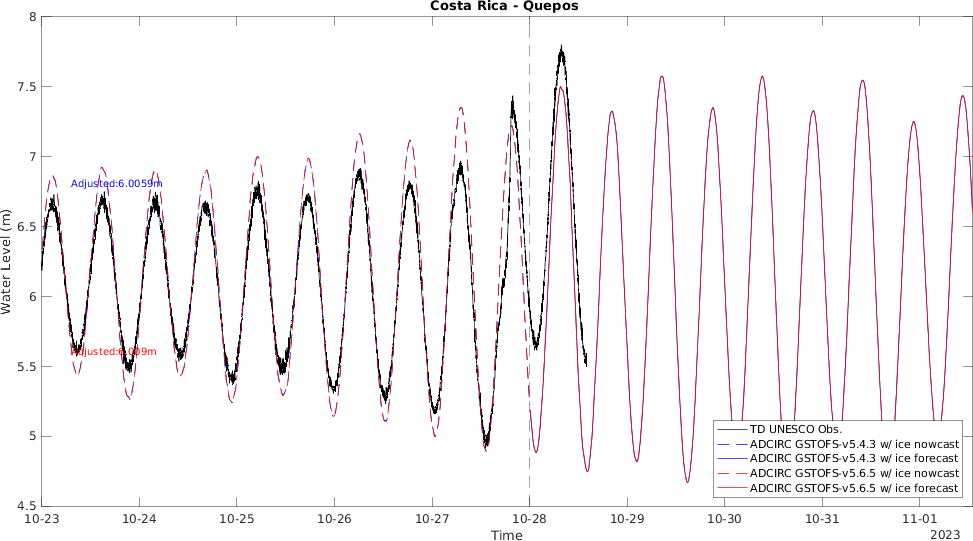 Costa Rica - Quepos
8
7.5
7
6.5
6
5.5
5
4.5
Water Level (m)
Adjusted:6.0059m
Adjusted:6.009m
TD UNESCO Obs.
ADCIRC GSTOFS-v5.4.3 w/ ice nowcast
ADCIRC GSTOFS-v5.4.3 w/ ice forecast
ADCIRC GSTOFS-v5.6.5 w/ ice nowcast
ADCIRC GSTOFS-v5.6.5 w/ ice forecast
10-23 10-24 10-25 10-26 10-27 10-28 10-29 10-30 10-31 11-01
Time
2023